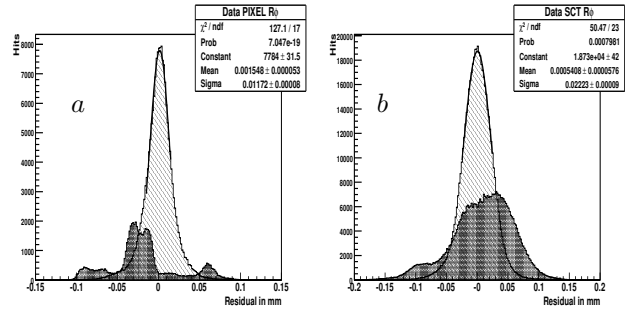 Data PIXEL Rϕ
χ² / ndf 127.1 / 17
Prob 7.047e-19
Constant 7784 ± 31.5
Mean 0.001548 ± 0.000053
Sigma 0.01172 ± 0.00008
Hits
8000
7000
6000
5000
4000
3000
2000
1000
0
a
-0.15 -0.1 -0.05 0 0.05 0.1 0.15
Residual in mm
Data SCT Rϕ
χ² / ndf 50.47 / 23
Prob 0.0007981
Constant 1.873e+04 ± 42
Mean 0.0005408 ± 0.0000576
Sigma 0.02223 ± 0.00009
Hits
20000
18000
16000
14000
12000
10000
8000
6000
4000
2000
b
-0.2 -0.15 -0.1 -0.05 -0 0.05 0.1 0.15 0.2
Residual in mm